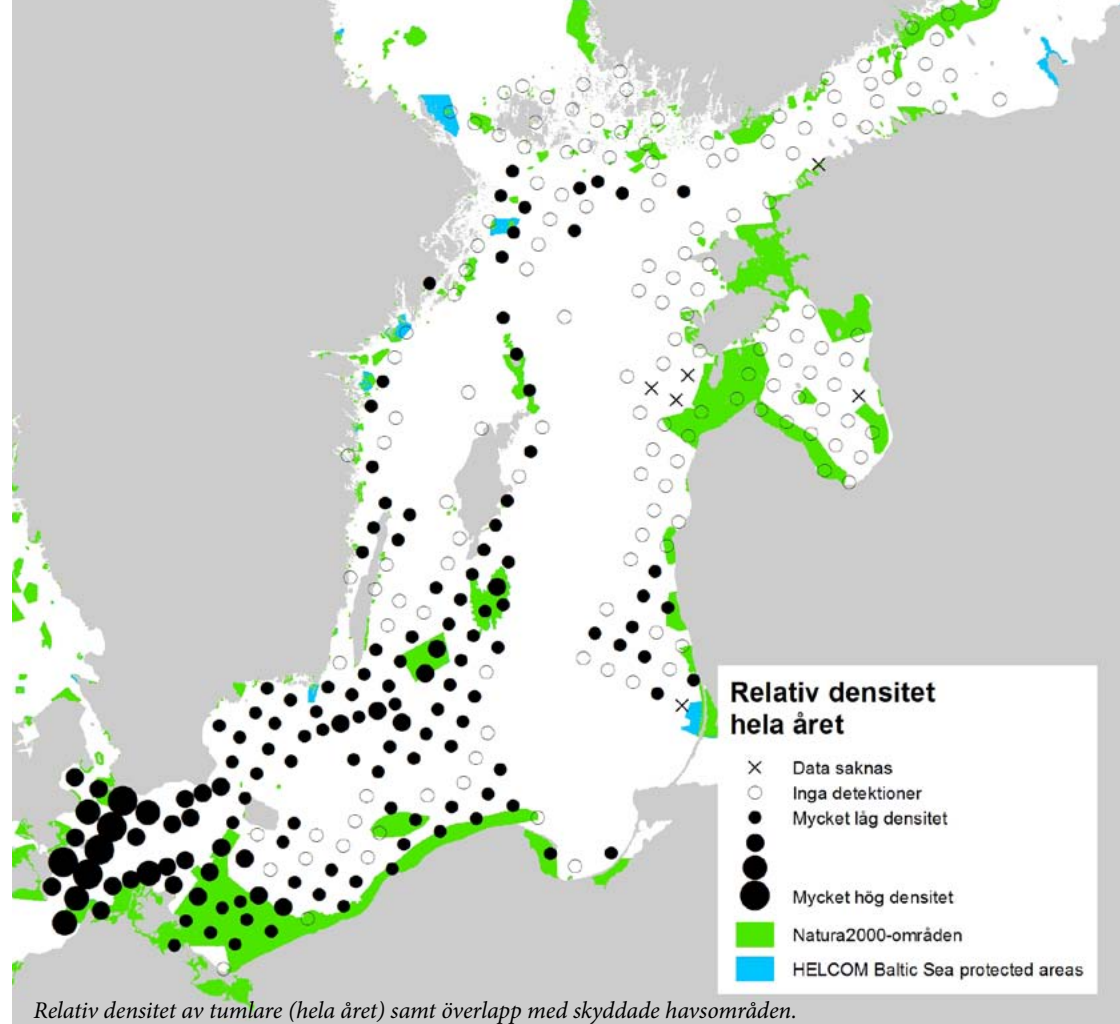 Relativ densitet
hela året
Data saknas
Inga detektioner
Mycket låg densitet
Mycket hög densitet
Natura2000-områden
HELCOM Baltic Sea protected areas
Relativ densitet av tumlare (hela året) samt överlapp med skyddade havsområden.